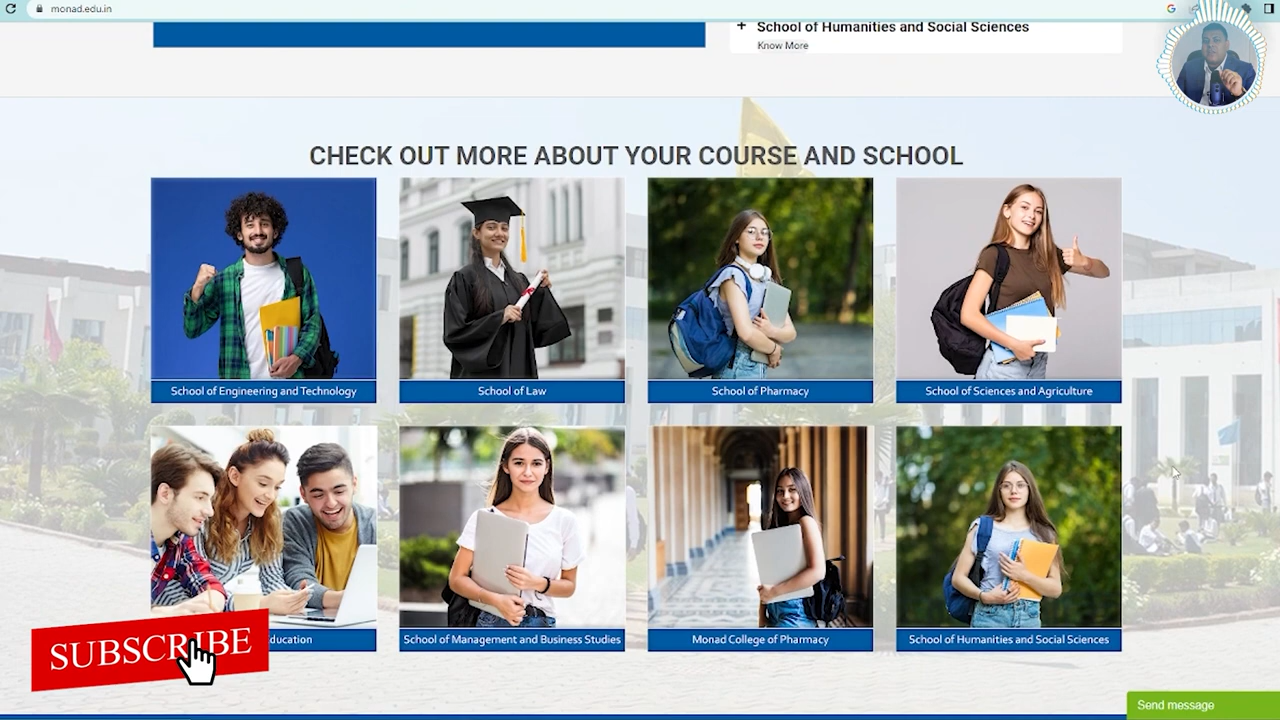 monad.edu.in
+ School of Humanities and Social Sciences
Know More
CHECK OUT MORE ABOUT YOUR COURSE AND SCHOOL
School of Engineering and Technology
School of Law
School of Pharmacy
School of Sciences and Agriculture
Education
School of Management and Business Studies
Monad College of Pharmacy
School of Humanities and Social Sciences
SUBSCRIBE
Send message